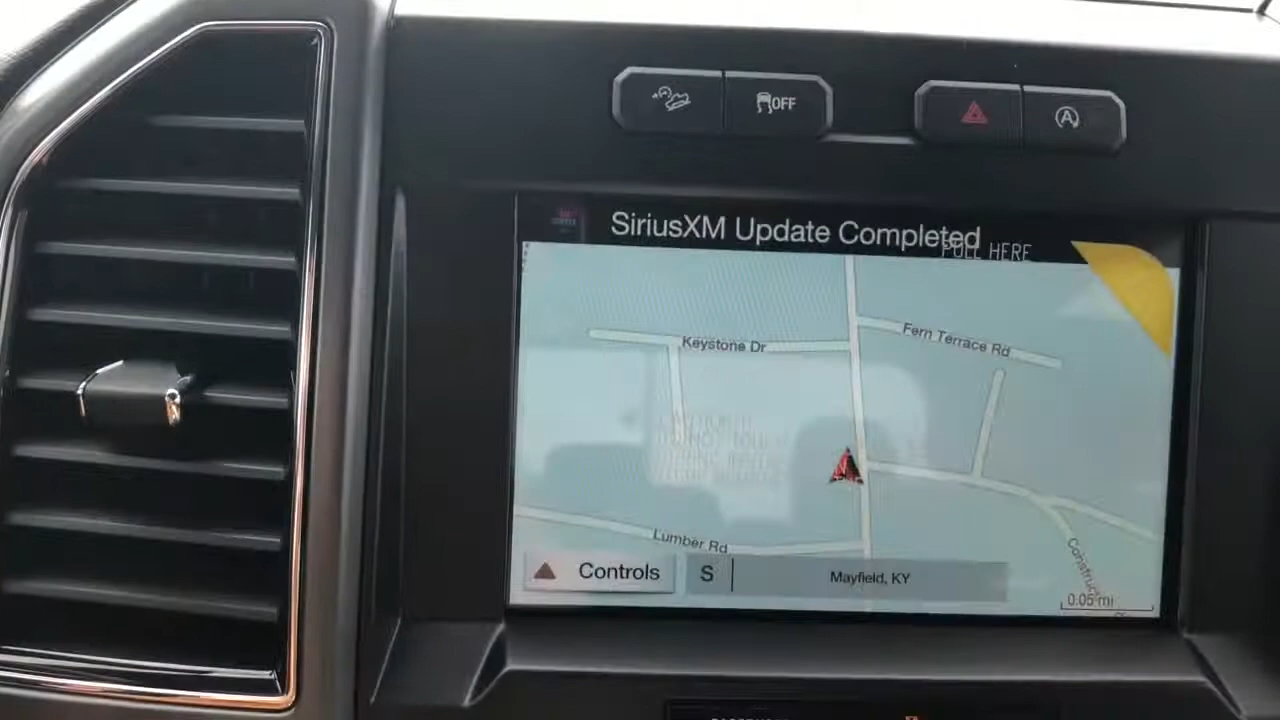 OFF
A
SiriusXM Update Completed
PULL HERE
Fern Terrace Rd
Keystone Dr
Lumber Rd
Controls
S
Mayfield, KY
0.05 mi